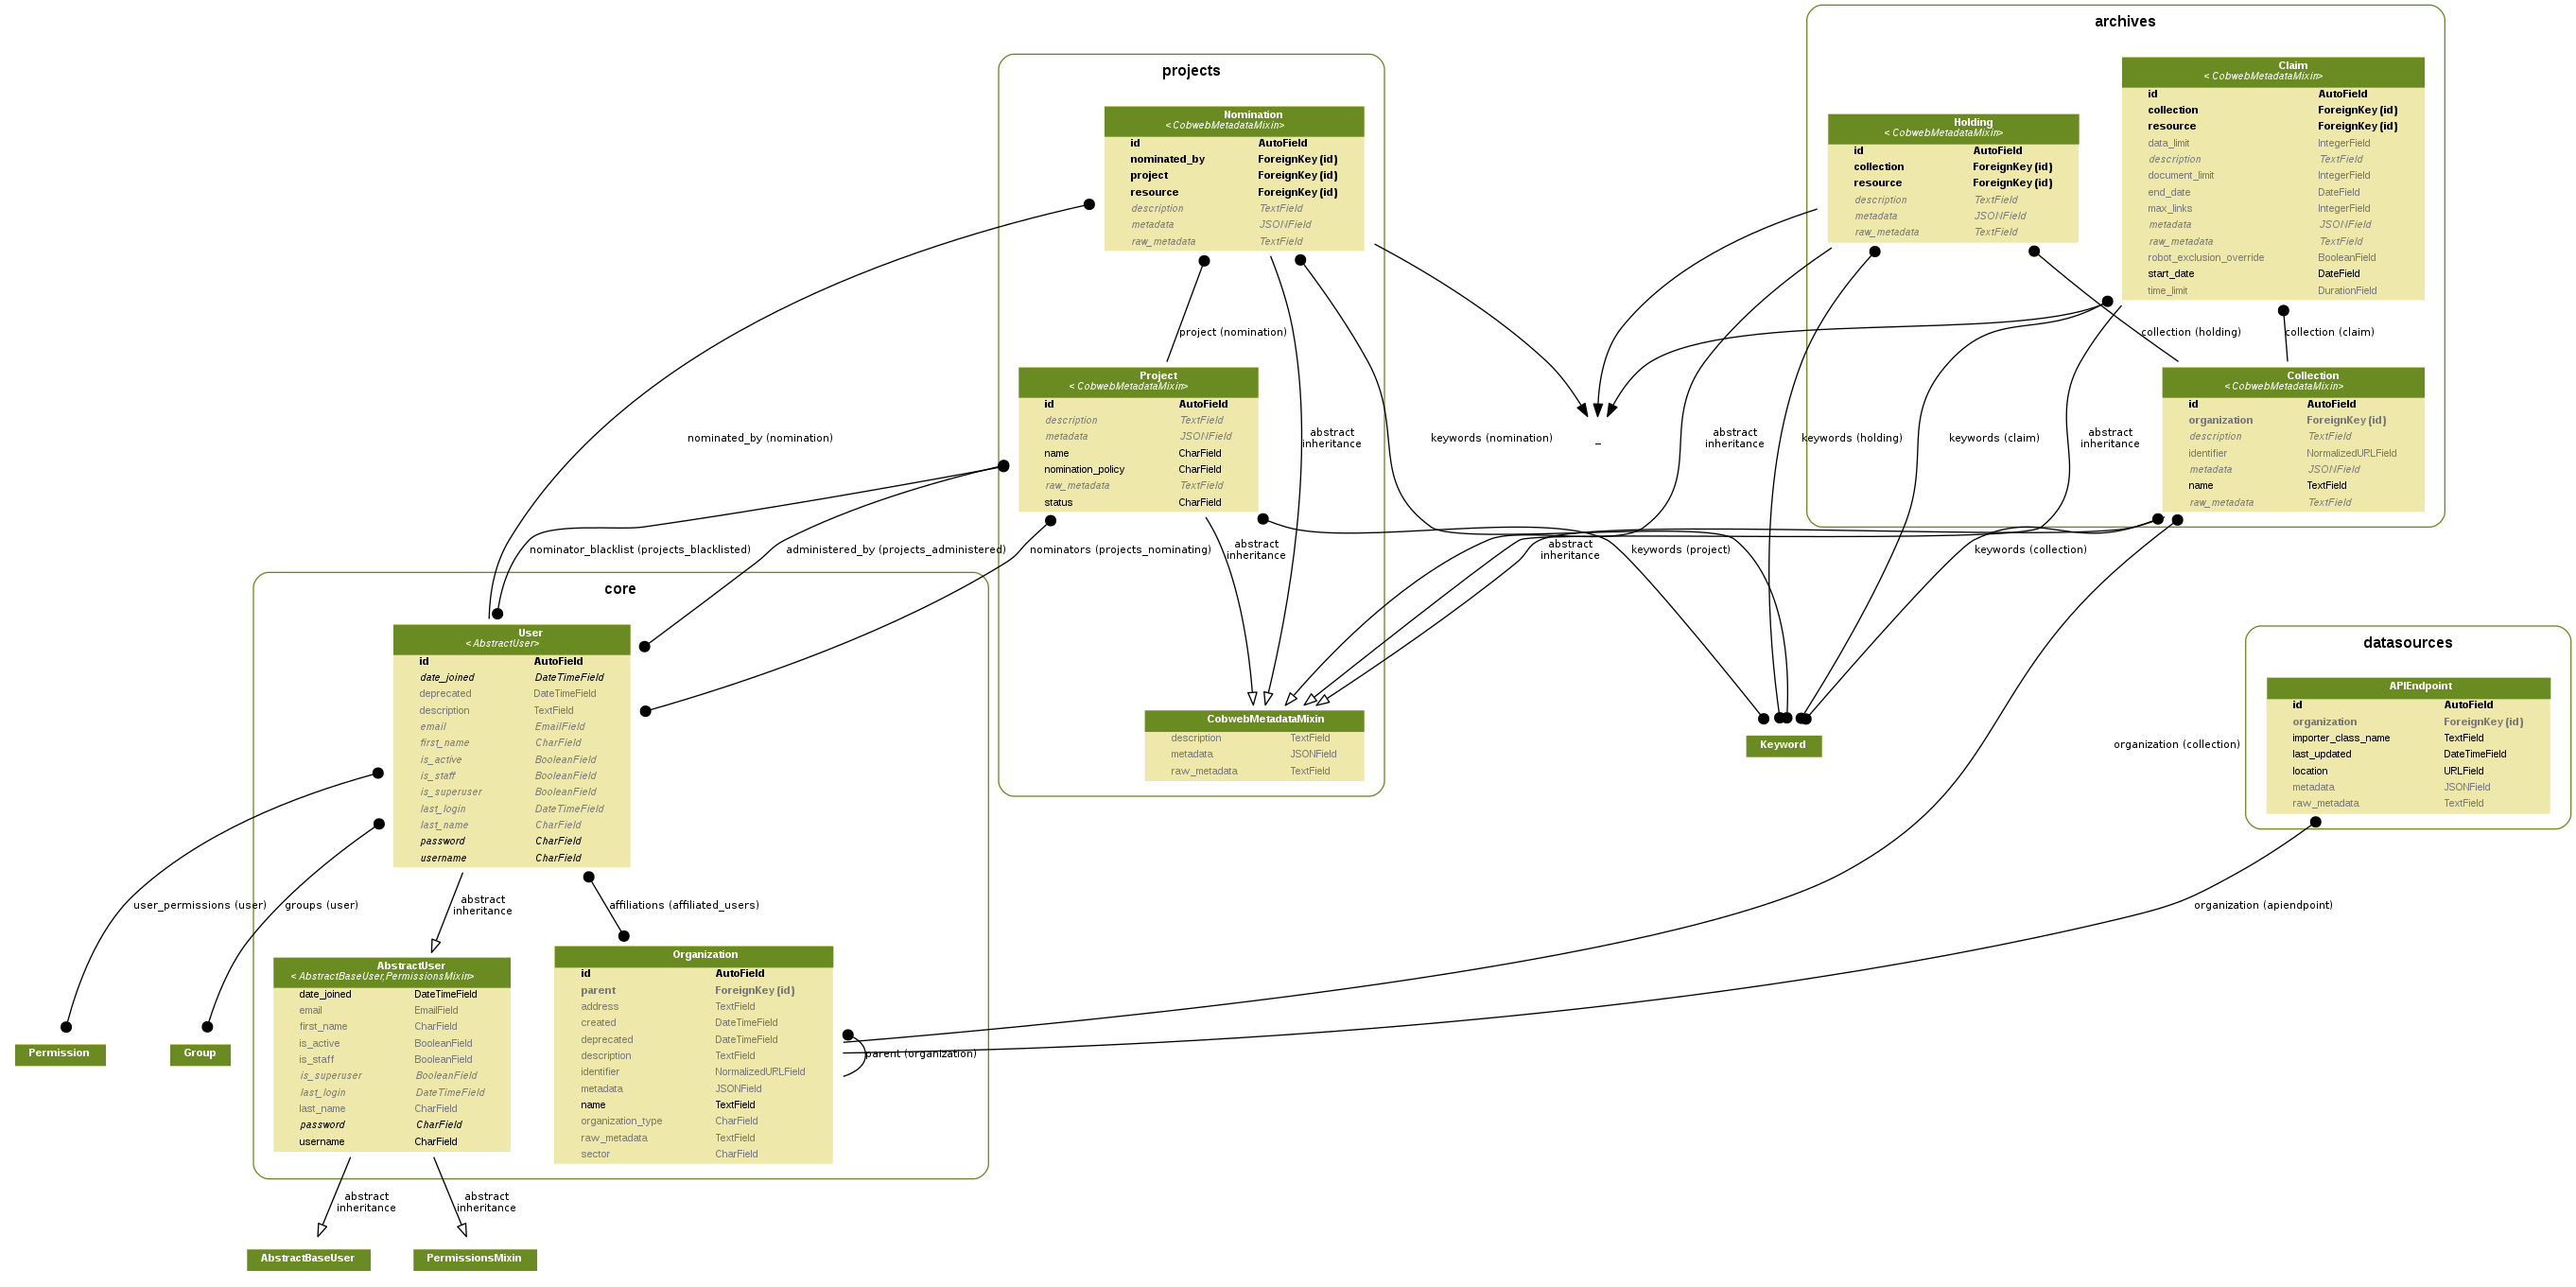 archives
Claim
< CobwebMetadataMixin>
id AutoField
collection ForeignKey (id)
resource ForeignKey (id)
data_limit IntegerField
description TextField
document_limit IntegerField
end_date DateField
max_links IntegerField
metadata JSONField
raw_metadata TextField
robot_exclusion_override BooleanField
start_date DateField
time_limit DurationField
Holding
< CobwebMetadataMixin>
id AutoField
collection ForeignKey (id)
resource ForeignKey (id)
description TextField
metadata JSONField
raw_metadata TextField
collection (holding)
collection (claim)
Collection
< CobwebMetadataMixin>
id AutoField
organization ForeignKey (id)
description TextField
identifier NormalizedURLField
metadata JSONField
name TextField
raw_metadata TextField
projects
Nomination
< CobwebMetadataMixin>
id AutoField
nominated_by ForeignKey (id)
project ForeignKey (id)
resource ForeignKey (id)
description TextField
metadata JSONField
raw_metadata TextField
project (nomination)
Project
< CobwebMetadataMixin>
id AutoField
description TextField
metadata JSONField
name CharField
nomination_policy CharField
raw_metadata TextField
status CharField
nominated_by (nomination)
abstract
inheritance
keywords (nomination)
_
abstract
inheritance
keywords (holding)
keywords (claim)
abstract
inheritance
nominator_blacklist (projects_blacklisted)
administered_by (projects_administered)
nominators (projects_nominating)
abstract
inheritance
abstract
inheritance
keywords (project)
keywords (collection)
CobwebMetadataMixin
description TextField
metadata JSONField
raw_metadata TextField
Keyword
organization (collection)
datasources
APIEndpoint
id AutoField
organization ForeignKey (id)
importer_class_name TextField
last_updated DateTimeField
location URLField
metadata JSONField
raw_metadata TextField
organization (apiendpoint)
core
User
< AbstractUser>
id AutoField
date_joined DateTimeField
deprecated DateTimeField
description TextField
email EmailField
first_name CharField
is_active BooleanField
is_staff BooleanField
is_superuser BooleanField
last_login DateTimeField
last_name CharField
password CharField
username CharField
user_permissions (user)
groups (user)
abstract
inheritance
affiliations (affiliated_users)
AbstractUser
< AbstractBaseUser,PermissionsMixin>
date_joined DateTimeField
email EmailField
first_name CharField
is_active BooleanField
is_staff BooleanField
is_superuser BooleanField
last_login DateTimeField
last_name CharField
password CharField
username CharField
Organization
id AutoField
parent ForeignKey (id)
address TextField
created DateTimeField
deprecated DateTimeField
description TextField
identifier NormalizedURLField
metadata JSONField
name TextField
organization_type CharField
raw_metadata TextField
sector CharField
parent (organization)
Permission
Group
abstract
inheritance
abstract
inheritance
AbstractBaseUser
PermissionsMixin